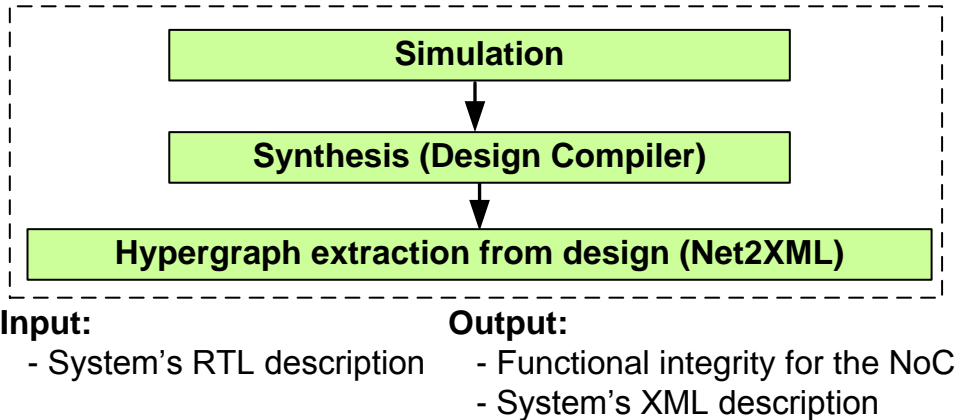 Simulation
Synthesis (Design Compiler)
Hypergraph extraction from design (Net2XML)
Input:
- System's RTL description
Output:
- Functional integrity for the NoC
- System's XML description